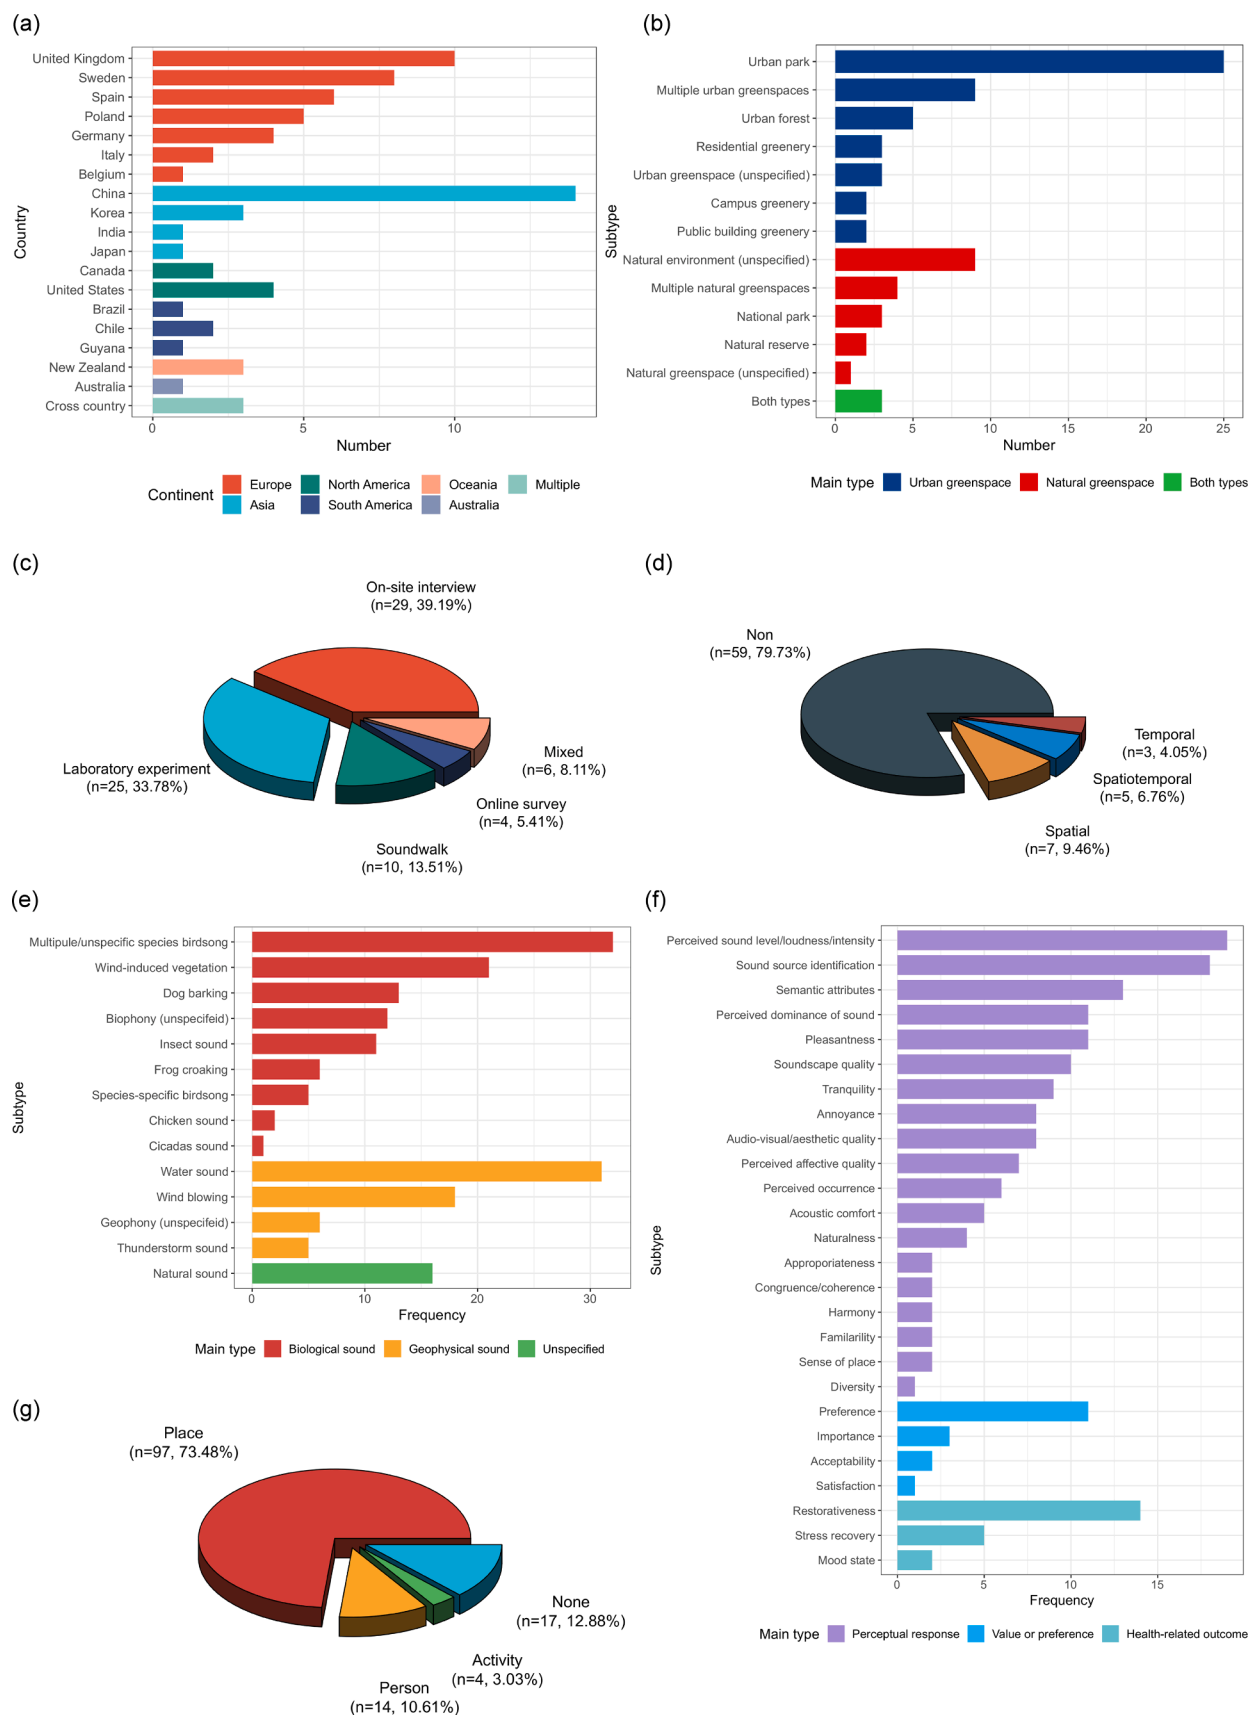 (a)
United Kingdom
Sweden
Spain
Poland
Germany
Italy
Belgium
China
Korea
India
Japan
Canada
United States
Brazil
Chile
Guyana
New Zealand
Australia
Cross country
Country
0 5 10
Number
Continent
Europe North America Oceania Multiple
Asia South America Australia
(b)
Urban park
Multiple urban greenspaces
Urban forest
Residential greenery
Urban greenspace (unspecified)
Campus greenery
Public building greenery
Natural environment (unspecified)
Multiple natural greenspaces
National park
Natural reserve
Natural greenspace (unspecified)
Both types
Subtype
0 5 10 15 20 25
Number
Main type Urban greenspace Natural greenspace Both types
(c)
On-site interview
(n=29, 39.19%)
Laboratory experiment
(n=25, 33.78%)
Mixed
(n=6, 8.11%)
Online survey
(n=4, 5.41%)
Soundwalk
(n=10, 13.51%)
(d)
Non
(n=59, 79.73%)
Temporal
(n=3, 4.05%)
Spatiotemporal
(n=5, 6.76%)
Spatial
(n=7, 9.46%)
(e)
Multipule/unspecific species birdsong
Wind-induced vegetation
Dog barking
Biophony (unspecifeid)
Insect sound
Frog croaking
Species-specific birdsong
Chicken sound
Cicadas sound
Water sound
Wind blowing
Geophony (unspecifeid)
Thunderstorm sound
Natural sound
Subtype
0 10 20 30
Frequency
Main type Biological sound Geophysical sound Unspecified
(f)
Perceived sound level/loudness/intensity
Sound source identification
Semantic attributes
Perceived dominance of sound
Pleasantness
Soundscape quality
Tranquility
Annoyance
Audio-visual/aesthetic quality
Perceived affective quality
Perceived occurrence
Acoustic comfort
Naturalness
Approporiateness
Congruence/coherence
Harmony
Familarility
Sense of place
Diversity
Preference
Importance
Acceptability
Satisfaction
Restorativeness
Stress recovery
Mood state
Subtype
0 5 10 15
Frequency
Main type Perceptual response Value or preference Health-related outcome
(g)
Place
(n=97, 73.48%)
None
(n=17, 12.88%)
Activity
(n=4, 3.03%)
Person
(n=14, 10.61%)